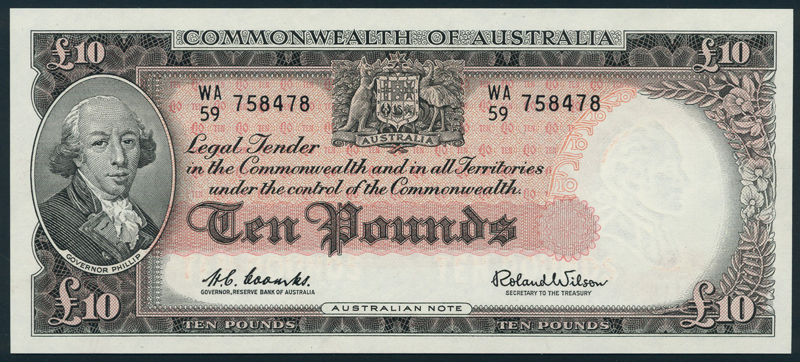 £10 COMMONWEALTH OF AUSTRALIA £10
WA 59 758478
WA 59 758478
AUSTRALIA
Legal Tender
in the Commonwealth and in all Territories
under the control of the Commonwealth.
Ten Pounds
GOVERNOR PHILLIP
H.C. Coombs.
GOVERNOR, RESERVE BANK OF AUSTRALIA
Roland Wilson
SECRETARY TO THE TREASURY
AUSTRALIAN NOTE
£10 TEN POUNDS TEN POUNDS £10